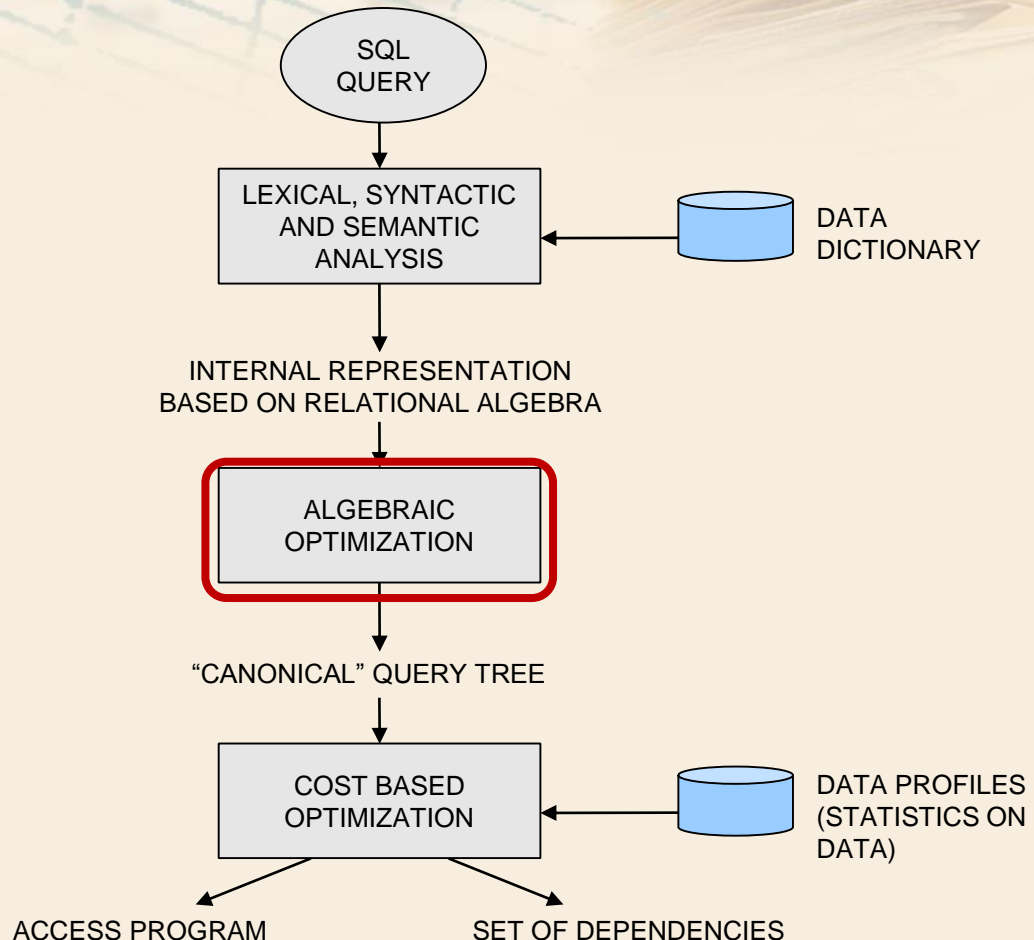 SQL
QUERY
LEXICAL, SYNTACTIC
AND SEMANTIC
ANALYSIS
DATA
DICTIONARY
INTERNAL REPRESENTATION
BASED ON RELATIONAL ALGEBRA
ALGEBRAIC
OPTIMIZATION
“CANONICAL” QUERY TREE
COST BASED
OPTIMIZATION
DATA PROFILES
(STATISTICS ON
DATA)
ACCESS PROGRAM
SET OF DEPENDENCIES